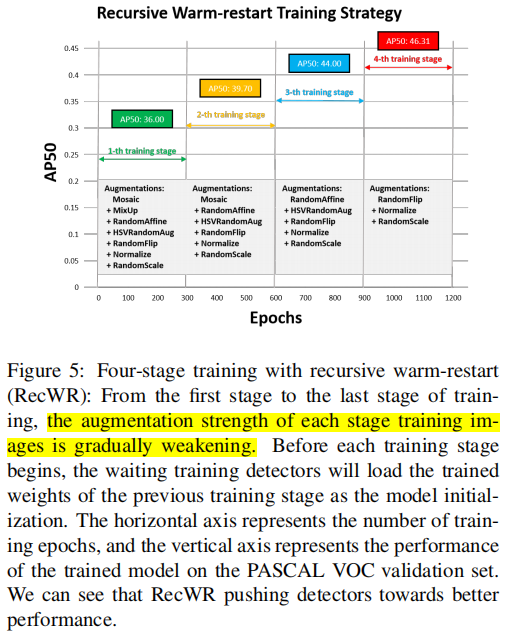 Recursive Warm-restart Training Strategy
AP50: 46.31
0.45
4-th training stage
AP50: 44.00
0.4
AP50: 39.70
3-th training stage
0.35
AP50: 36.00
2-th training stage
0.3
1-th training stage
0.25
AP50
0.2
Augmentations: Augmentations: Augmentations: Augmentations:
Mosaic Mosaic RandomAffine RandomFlip
+ MixUp + RandomAffine + HSVRandomAug + Normalize
+ RandomAffine + HSVRandomAug + RandomFlip + RandomScale
+ HSVRandomAug + RandomFlip + Normalize
+ RandomFlip + Normalize + RandomScale
+ Normalize + RandomScale
+ RandomScale
0.15
0.1
0.05
0
0 100 200 300 400 500 600 700 800 900 1000 1100 1200
Epochs
Figure 5: Four-stage training with recursive warm-restart
(RecWR): From the first stage to the last stage of train-
ing, the augmentation strength of each stage training im-
ages is gradually weakening. Before each training stage
begins, the waiting training detectors will load the trained
weights of the previous training stage as the model initial-
ization. The horizontal axis represents the number of train-
ing epochs, and the vertical axis represents the performance
of the trained model on the PASCAL VOC validation set.
We can see that RecWR pushing detectors towards better
performance.